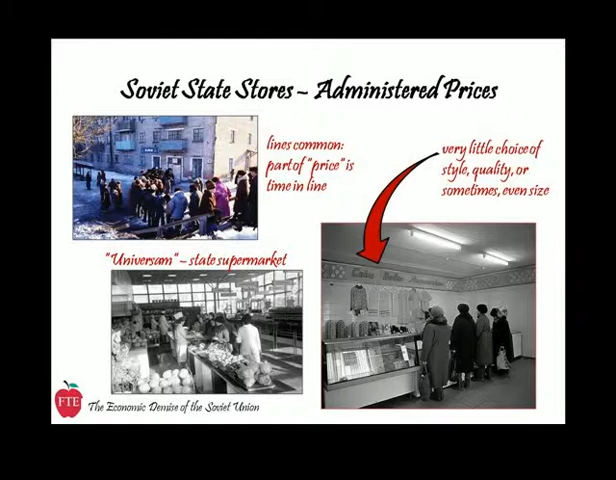 Soviet State Stores ~ Administered Prices
lines common:
part of "price" is
time in line
very little choice of
style, quality, or
sometimes, even size
"Universam" ~ state supermarket
FTE
The Economic Demise of the Soviet Union